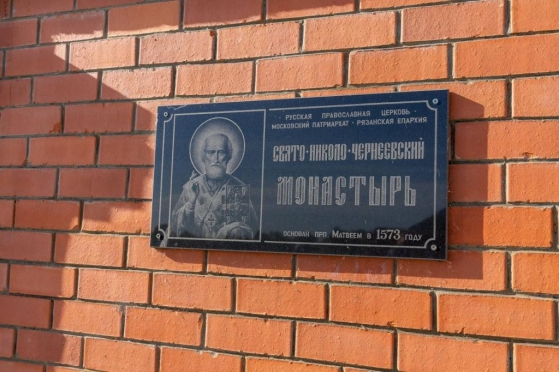 РУССКАЯ ПРАВОСЛАВНАЯ ЦЕРКОВЬ
МОСКОВСКИЙ ПАТРИАРХАТ · РЯЗАНСКАЯ ЕПАРХИЯ
СВЯТО-НИКОЛО-ЧЕРНЕЕВСКИЙ
МОНАСТЫРЬ
ОСНОВАН ПРП. МАТВЕЕМ В 1573 ГОДУ